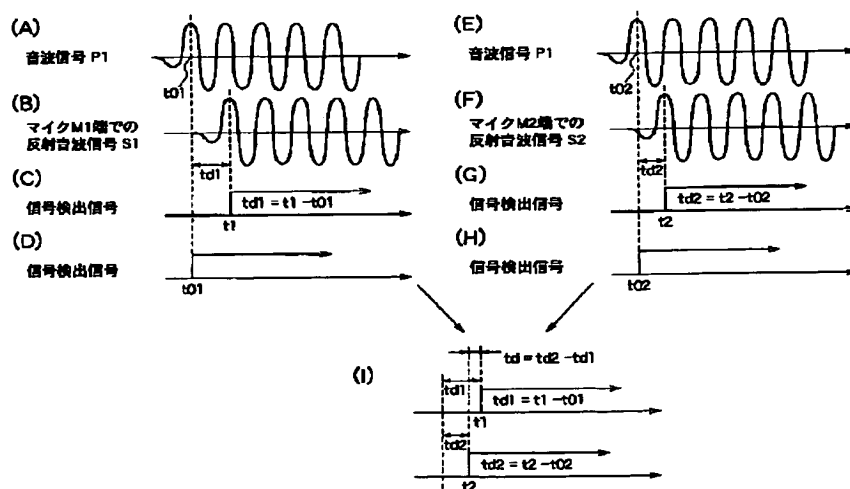 (A)
音波信号 P1
t01
(B)
マイクM1端での
反射音波信号 S1
td1
(C)
信号検出信号
td1 = t1 − t01
t1
(D)
信号検出信号
t01
(E)
音波信号 P1
t02
(F)
マイクM2端での
反射音波信号 S2
td2
(G)
信号検出信号
td2 = t2 − t02
t2
(H)
信号検出信号
t02
(I)
td = td2 − td1
td1
td1 = t1 − t01
t1
td2
td2 = t2 − t02
t2